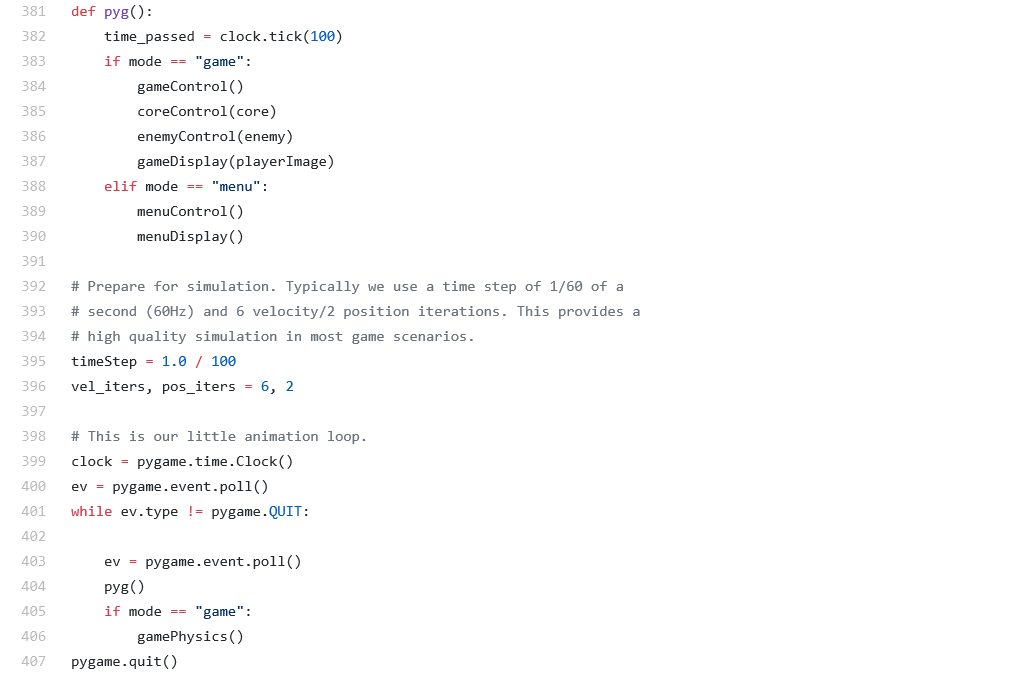 381 def pyg():
382     time_passed = clock.tick(100)
383     if mode == "game":
384         gameControl()
385         coreControl(core)
386         enemyControl(enemy)
387         gameDisplay(playerImage)
388     elif mode == "menu":
389         menuControl()
390         menuDisplay()
391
392 # Prepare for simulation. Typically we use a time step of 1/60 of a
393 # second (60Hz) and 6 velocity/2 position iterations. This provides a
394 # high quality simulation in most game scenarios.
395 timeStep = 1.0 / 100
396 vel_iters, pos_iters = 6, 2
397
398 # This is our little animation loop.
399 clock = pygame.time.Clock()
400 ev = pygame.event.poll()
401 while ev.type != pygame.QUIT:
402
403     ev = pygame.event.poll()
404     pyg()
405     if mode == "game":
406         gamePhysics()
407 pygame.quit()